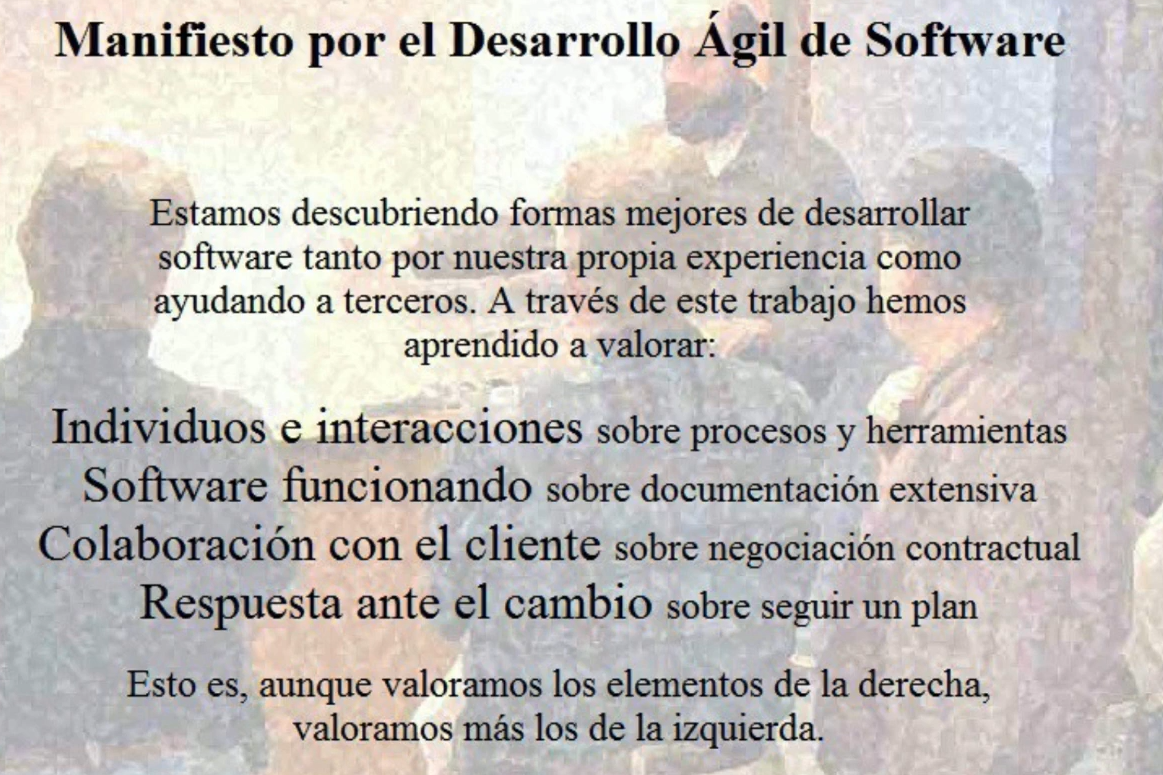 Manifiesto por el Desarrollo Ágil de Software
Estamos descubriendo formas mejores de desarrollar
software tanto por nuestra propia experiencia como
ayudando a terceros. A través de este trabajo hemos
aprendido a valorar:
Individuos e interacciones sobre procesos y herramientas
Software funcionando sobre documentación extensiva
Colaboración con el cliente sobre negociación contractual
Respuesta ante el cambio sobre seguir un plan
Esto es, aunque valoramos los elementos de la derecha,
valoramos más los de la izquierda.